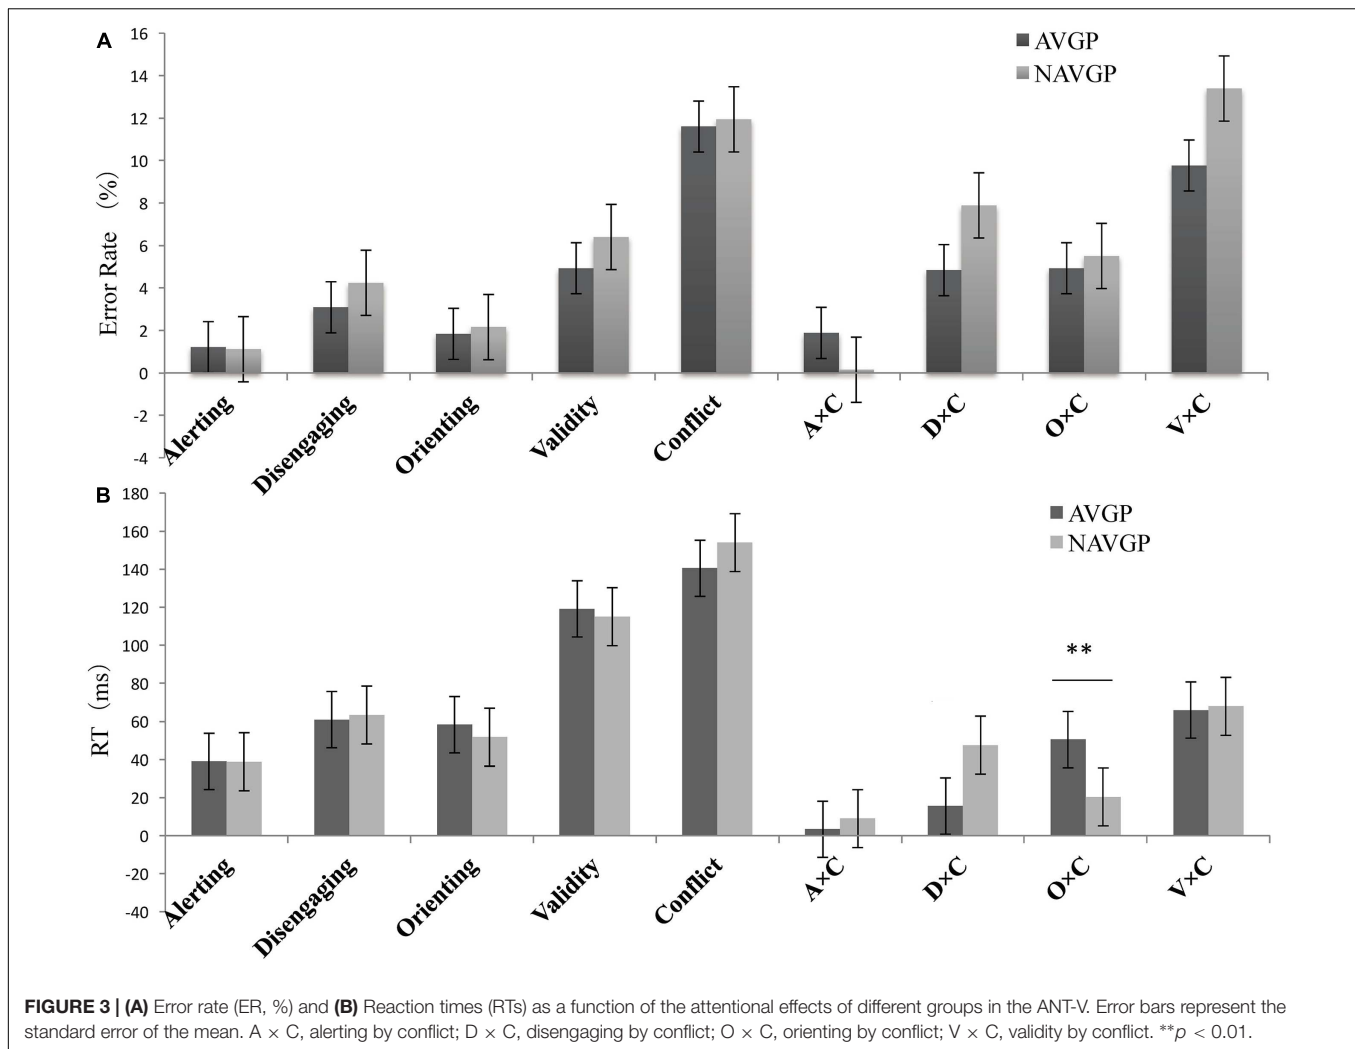 A
16
14
12
10
8
6
4
2
0
-2
-4
Error Rate (%)
AVGP
NAVGP
Alerting
Disengaging
Orienting
Validity
Conflict
A×C
D×C
O×C
V×C
B
180
160
140
120
100
80
60
40
20
0
-20
-40
RT (ms)
AVGP
NAVGP
**
Alerting
Disengaging
Orienting
Validity
Conflict
A×C
D×C
O×C
V×C
FIGURE 3 | (A) Error rate (ER, %) and (B) Reaction times (RTs) as a function of the attentional effects of different groups in the ANT-V. Error bars represent the
standard error of the mean. A × C, alerting by conflict; D × C, disengaging by conflict; O × C, orienting by conflict; V × C, validity by conflict. **p < 0.01.